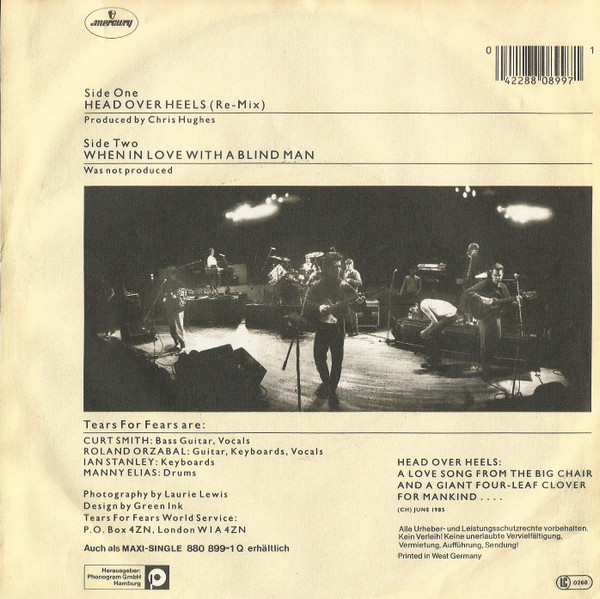 mercury
0 42288 08997 1
Side One
HEAD OVER HEELS (Re-Mix)
Produced by Chris Hughes
Side Two
WHEN IN LOVE WITH A BLIND MAN
Was not produced
Tears For Fears are:
CURT SMITH: Bass Guitar, Vocals
ROLAND ORZABAL: Guitar, Keyboards, Vocals
IAN STANLEY: Keyboards
MANNY ELIAS: Drums
Photography by Laurie Lewis
Design by Green Ink
Tears For Fears World Service:
P.O. Box 4ZN, London W1A 4ZN
Auch als MAXI-SINGLE 880 899-1 Q erhältlich
Herausgeber:
Phonogram GmbH
Hamburg
HEAD OVER HEELS:
A LOVE SONG FROM THE BIG CHAIR
AND A GIANT FOUR-LEAF CLOVER
FOR MANKIND . . . .
(CH) JUNE 1985
Alle Urheber- und Leistungsschutzrechte vorbehalten.
Kein Verleih! Keine unerlaubte Vervielfältigung,
Vermietung, Aufführung, Sendung!
Printed in West Germany
LC 0268